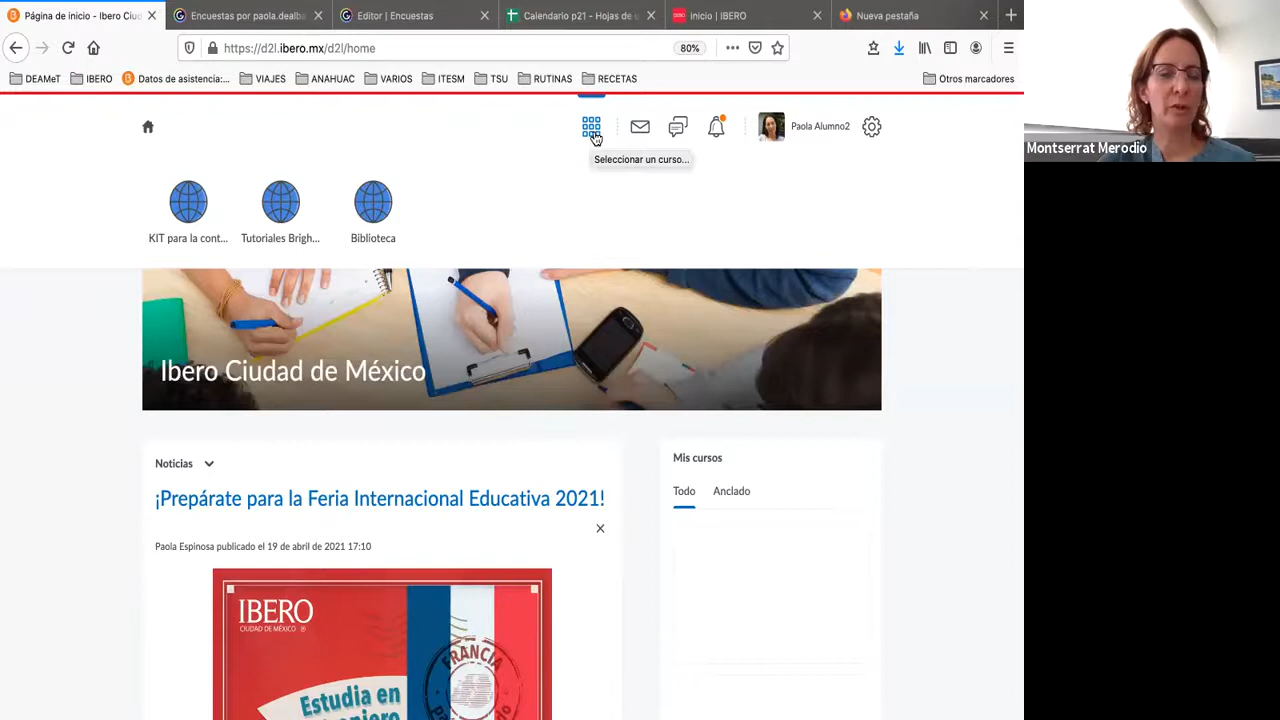 Página de inicio - Ibero Ciu
Encuestas por paola.dealba
Editor | Encuestas
Calendario p21 - Hojas de
Inicio | IBERO
Nueva pestaña
https://d2l.ibero.mx/d2l/home
80%
DEAMeT
IBERO
Datos de asistencia:...
VIAJES
ANAHUAC
VARIOS
ITESM
TSU
RUTINAS
RECETAS
Otros marcadores
Paola Alumno2
Seleccionar un curso...
KIT para la cont...
Tutoriales Brigh...
Biblioteca
Ibero Ciudad de México
Noticias
¡Prepárate para la Feria Internacional Educativa 2021!
Paola Espinosa publicado el 19 de abril de 2021 17:10
IBERO
CIUDAD DE MÉXICO ®
FRANCIA
Estudia en
Mis cursos
Todo
Anclado
Montserrat Merodio